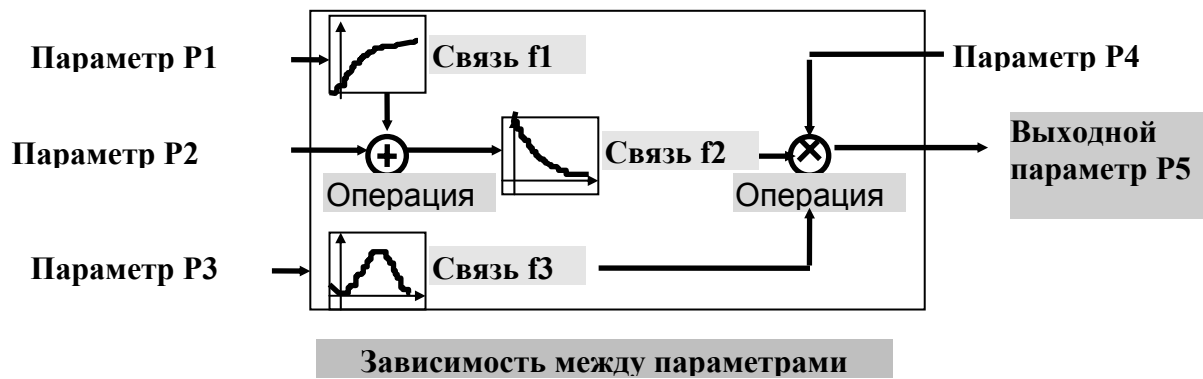 Параметр P1
Связь f1
Параметр P4
Параметр P2
Связь f2
Выходной
параметр P5
Операция
Операция
Параметр P3
Связь f3
Зависимость между параметрами